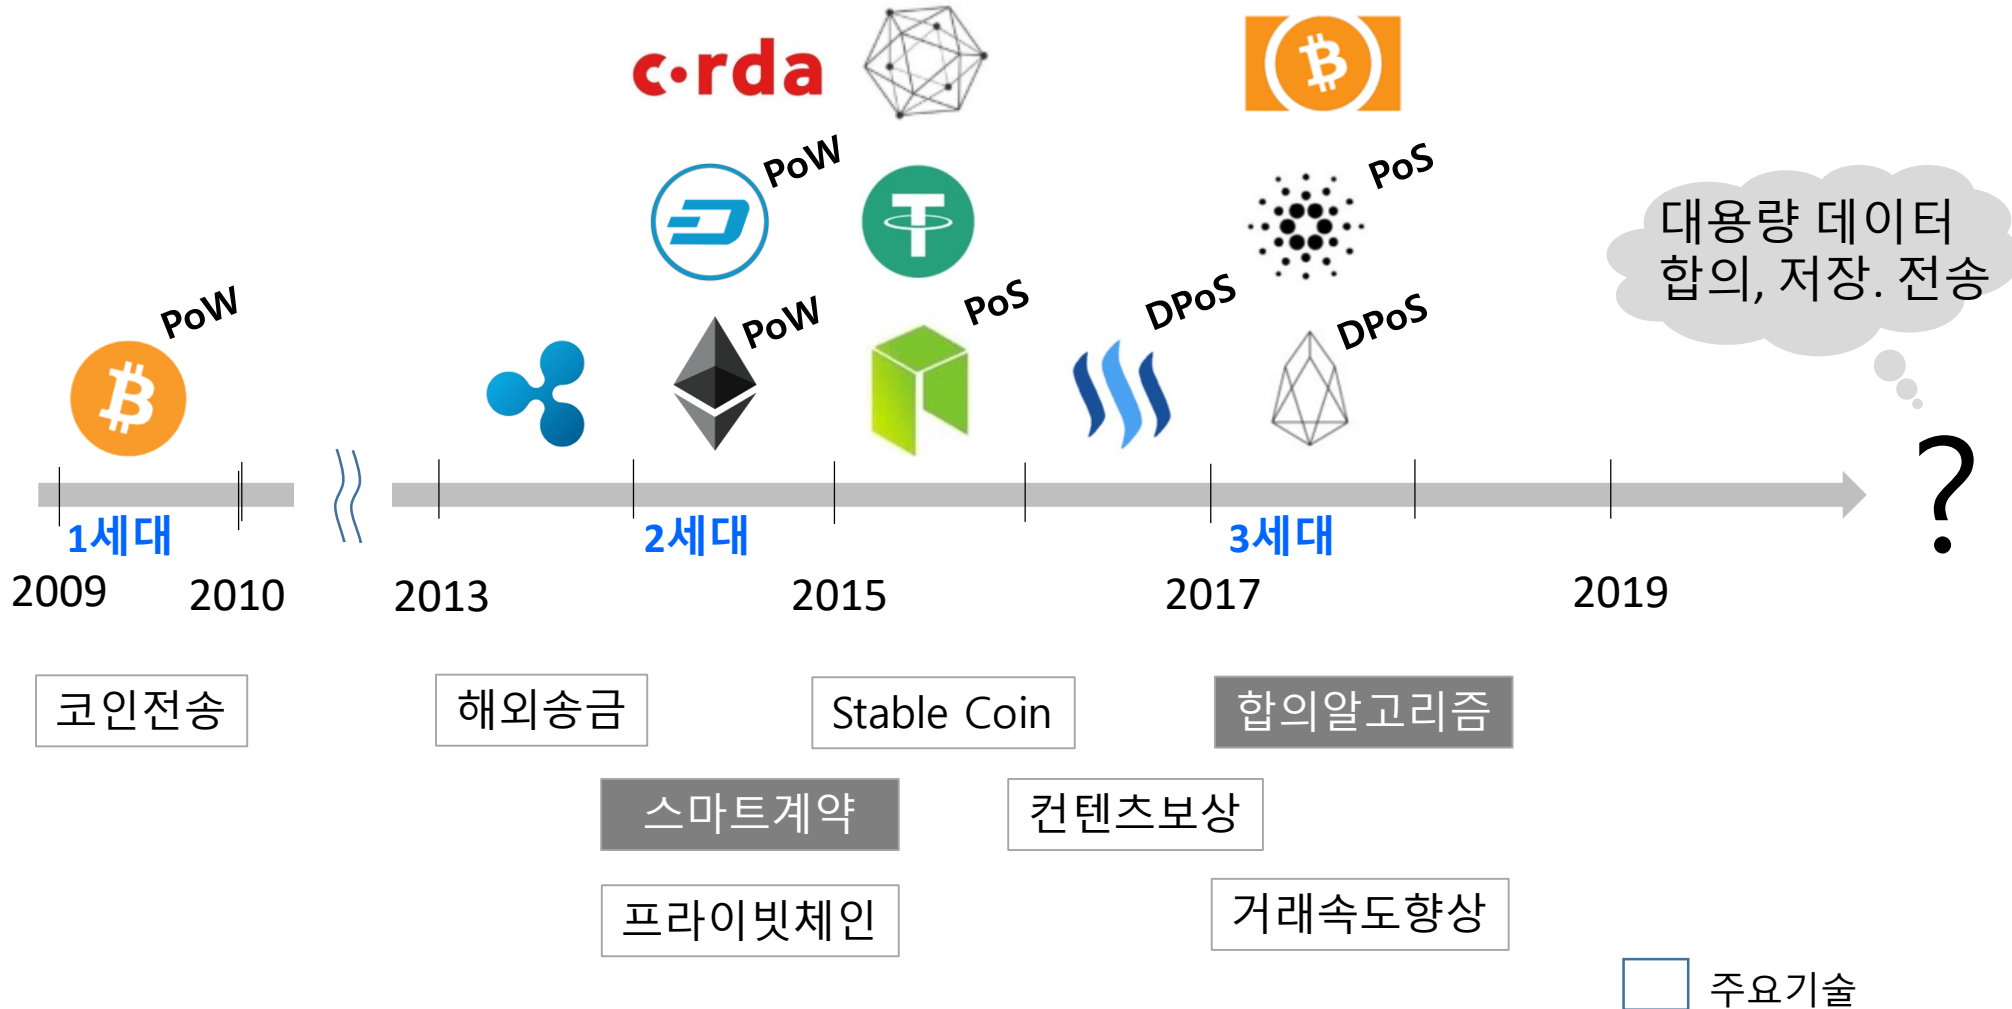 c·rda
PoW
PoS
PoW
PoW
PoS
DPoS
DPoS
대용량 데이터
합의, 저장. 전송
?
1세대
2세대
3세대
2009
2010
2013
2015
2017
2019
코인전송
해외송금
Stable Coin
합의알고리즘
스마트계약
컨텐츠보상
프라이빗체인
거래속도향상
주요기술